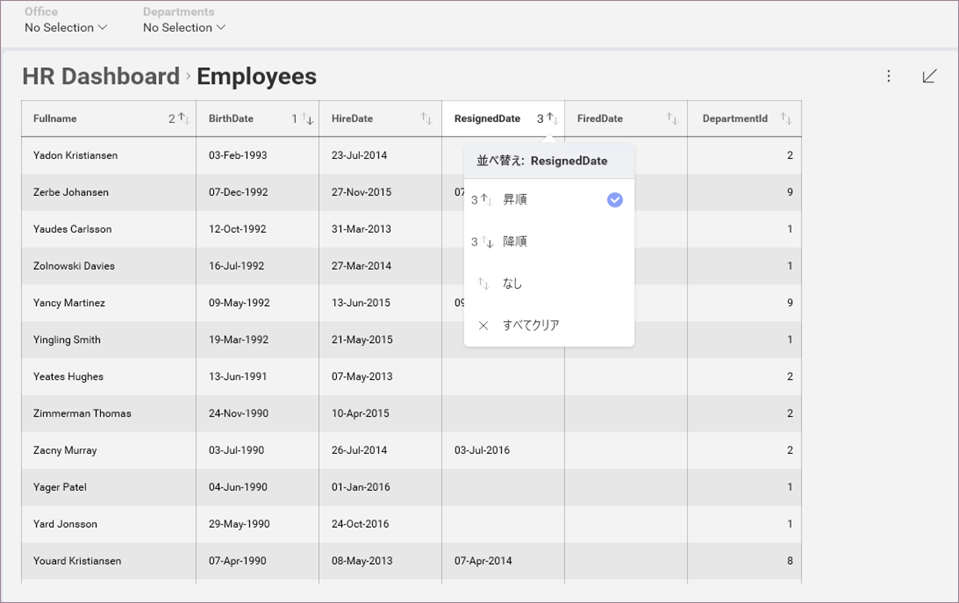 Office Departments
No Selection No Selection
HR Dashboard › Employees
Fullname 2 BirthDate 1 HireDate ResignedDate 3 FiredDate DepartmentId
Yadon Kristiansen 03-Feb-1993 23-Jul-2014 2
並べ替え: ResignedDate
Zerbe Johansen 07-Dec-1992 27-Nov-2015 07 9
3 昇順
Yaudes Carlsson 12-Oct-1992 31-Mar-2013 1
3 降順
Zolnowski Davies 16-Jul-1992 27-Mar-2014 1
なし
Yancy Martinez 09-May-1992 13-Jun-2015 09 9
すべてクリア
Yingling Smith 19-Mar-1992 21-May-2015 1
Yeates Hughes 13-Jun-1991 07-May-2013 2
Zimmerman Thomas 24-Nov-1990 10-Apr-2015 2
Zacny Murray 03-Jul-1990 26-Jul-2014 03-Jul-2016 2
Yager Patel 04-Jun-1990 01-Jan-2016 1
Yard Jonsson 29-May-1990 24-Oct-2016 1
Youard Kristiansen 07-Apr-1990 08-May-2013 07-Apr-2014 8